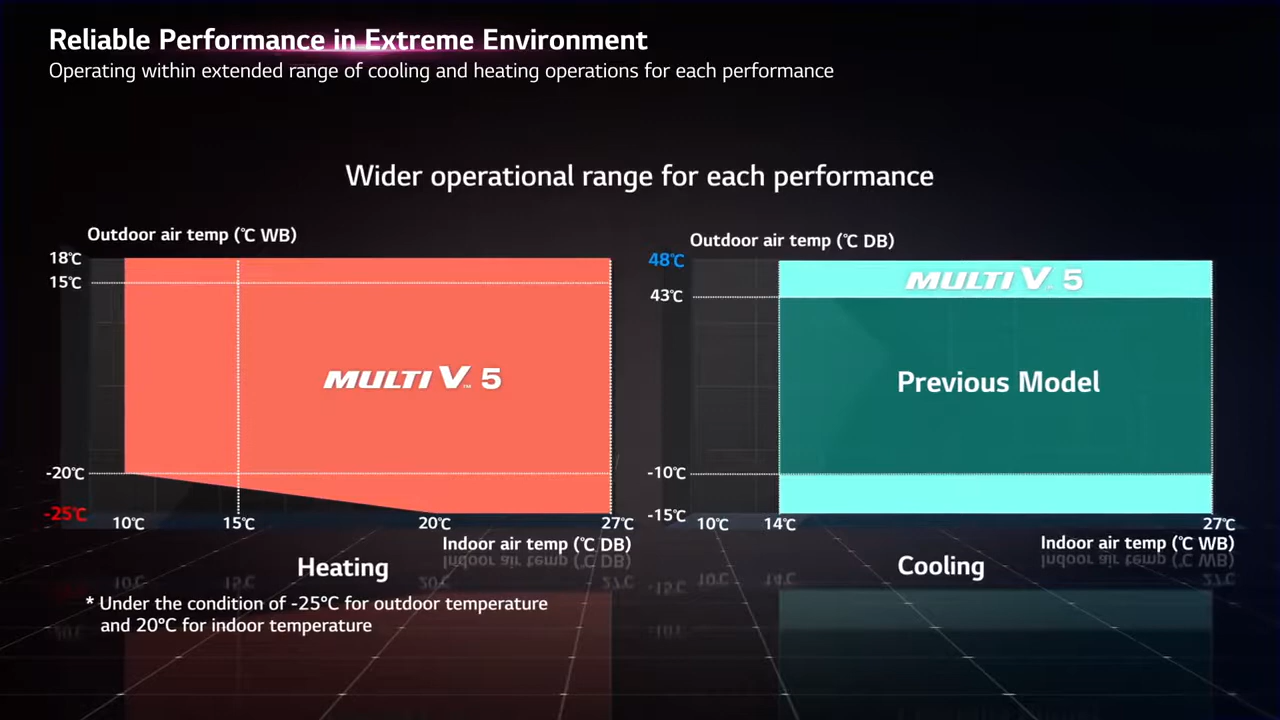 Reliable Performance in Extreme Environment
Operating within extended range of cooling and heating operations for each performance
Wider operational range for each performance
Outdoor air temp (℃ WB)
18℃
15℃
MULTI V™ 5
-20℃
-25℃
10℃
15℃
20℃
27℃
Indoor air temp (℃ DB)
Heating
* Under the condition of -25°C for outdoor temperature
and 20°C for indoor temperature
Outdoor air temp (℃ DB)
48℃
MULTI V™ 5
43℃
Previous Model
-10℃
-15℃
10℃
14℃
27℃
Indoor air temp (℃ WB)
Cooling